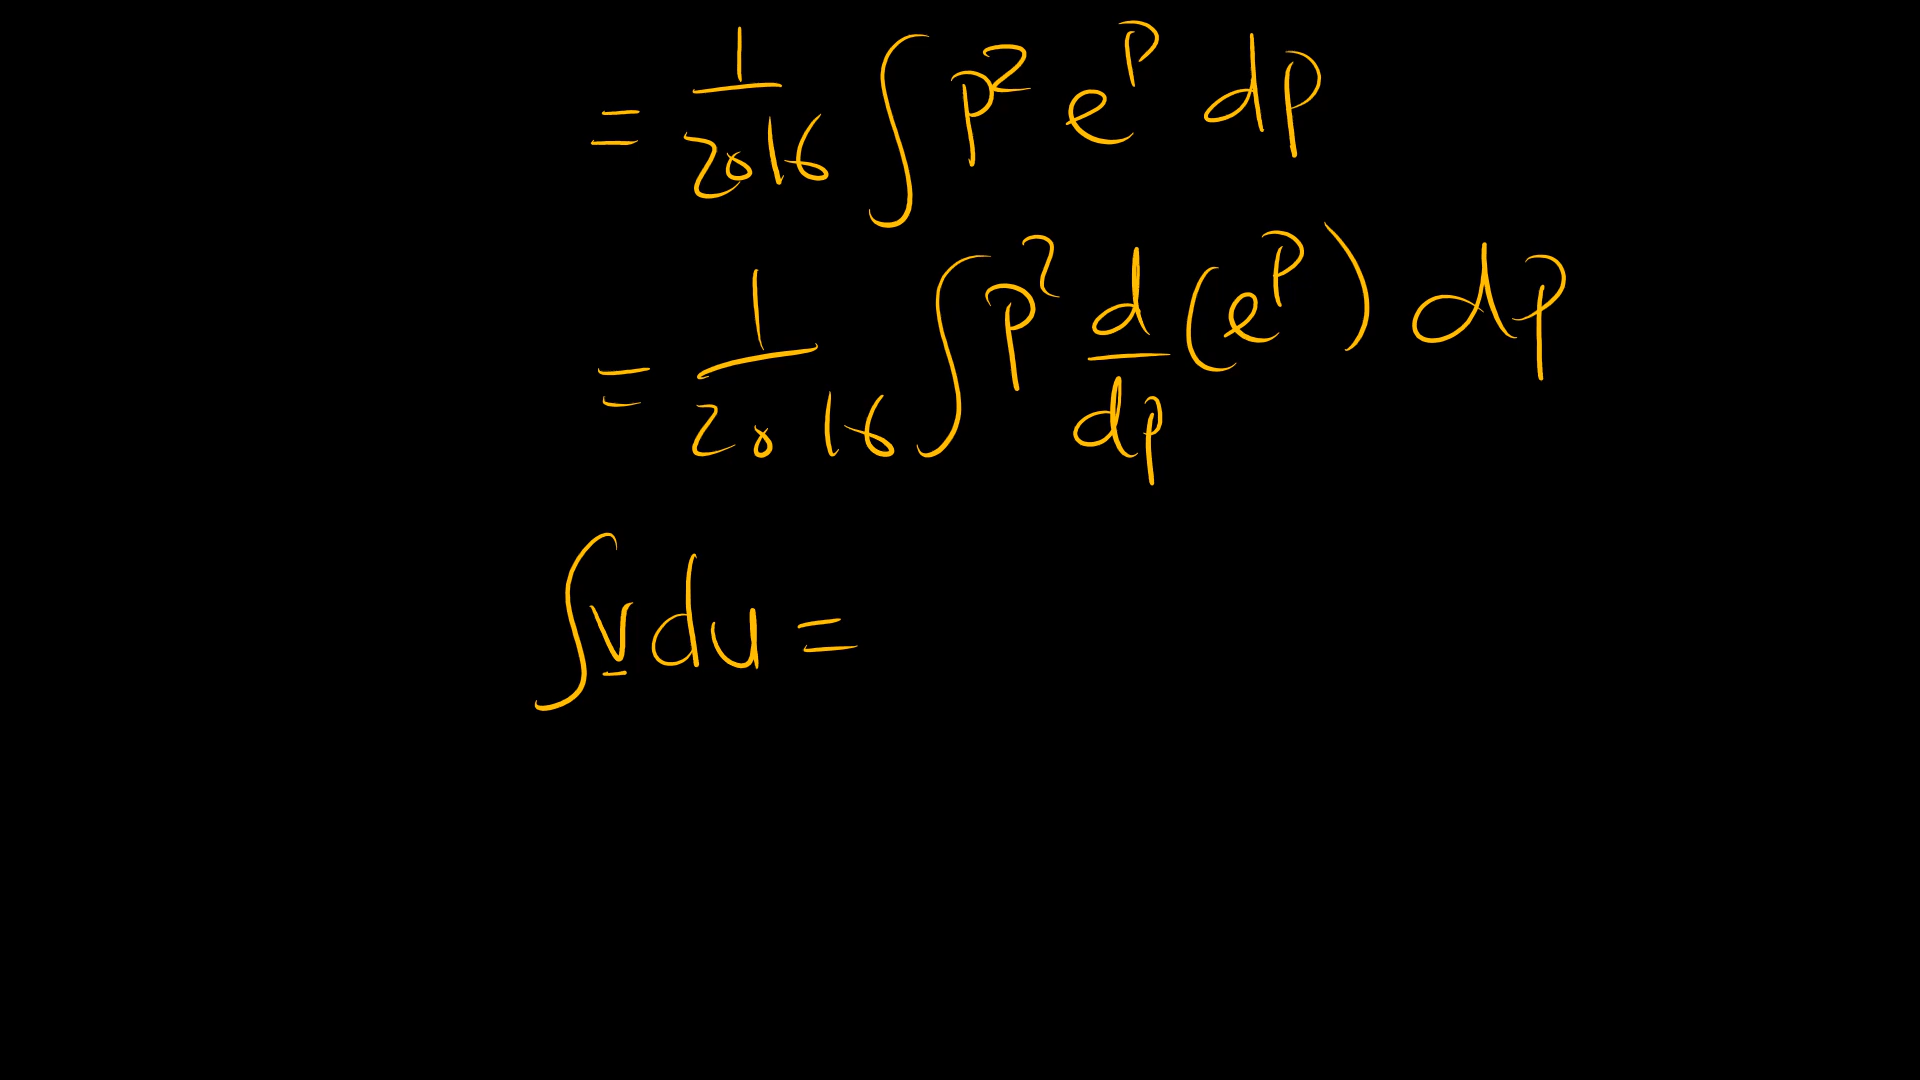 = 1/2016 ∫ p² e^p dp
= 1/2016 ∫ p² d/dp (e^p) dp
∫ v du =